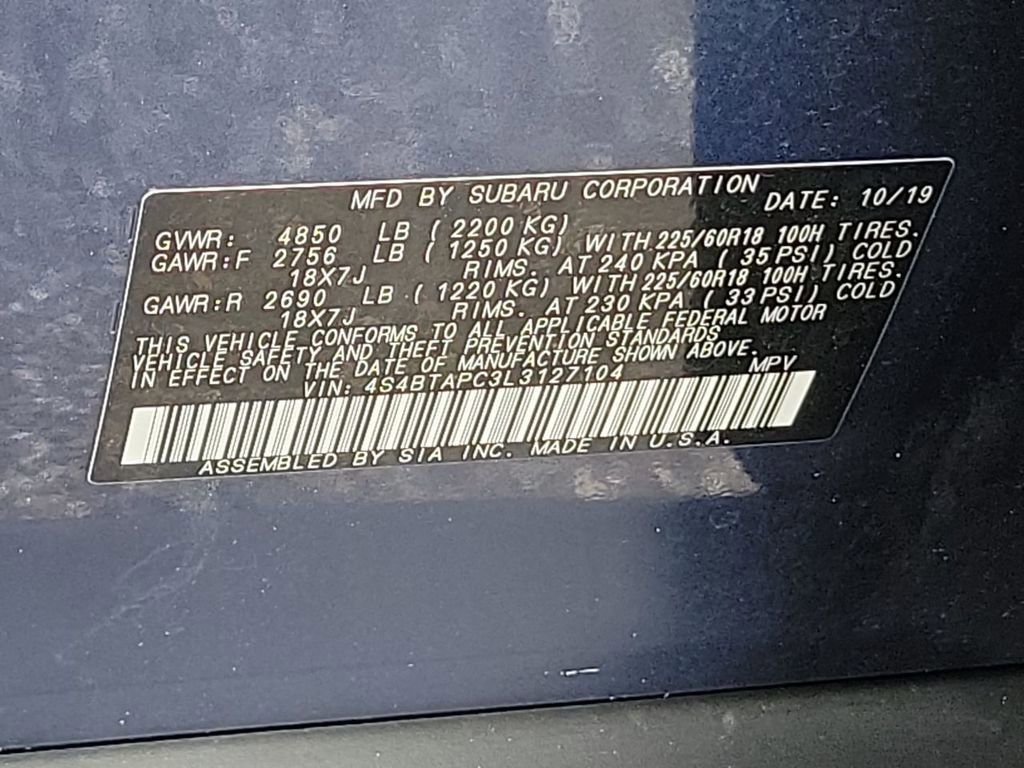 MFD BY SUBARU CORPORATION DATE: 10/19
GVWR: 4850 LB (2200 KG)
GAWR:F 2756 LB (1250 KG) WITH 225/60R18 100H TIRES.
18X7J RIMS. AT 240 KPA (35 PSI) COLD
GAWR:R 2690 LB (1220 KG) WITH 225/60R18 100H TIRES.
18X7J RIMS. AT 230 KPA (33 PSI) COLD
THIS VEHICLE CONFORMS TO ALL APPLICABLE FEDERAL MOTOR
VEHICLE SAFETY AND THEFT PREVENTION STANDARDS
IN EFFECT ON THE DATE OF MANUFACTURE SHOWN ABOVE.
VIN: 4S4BTAPC3L3127104 MPV
ASSEMBLED BY SIA INC. MADE IN U.S.A.